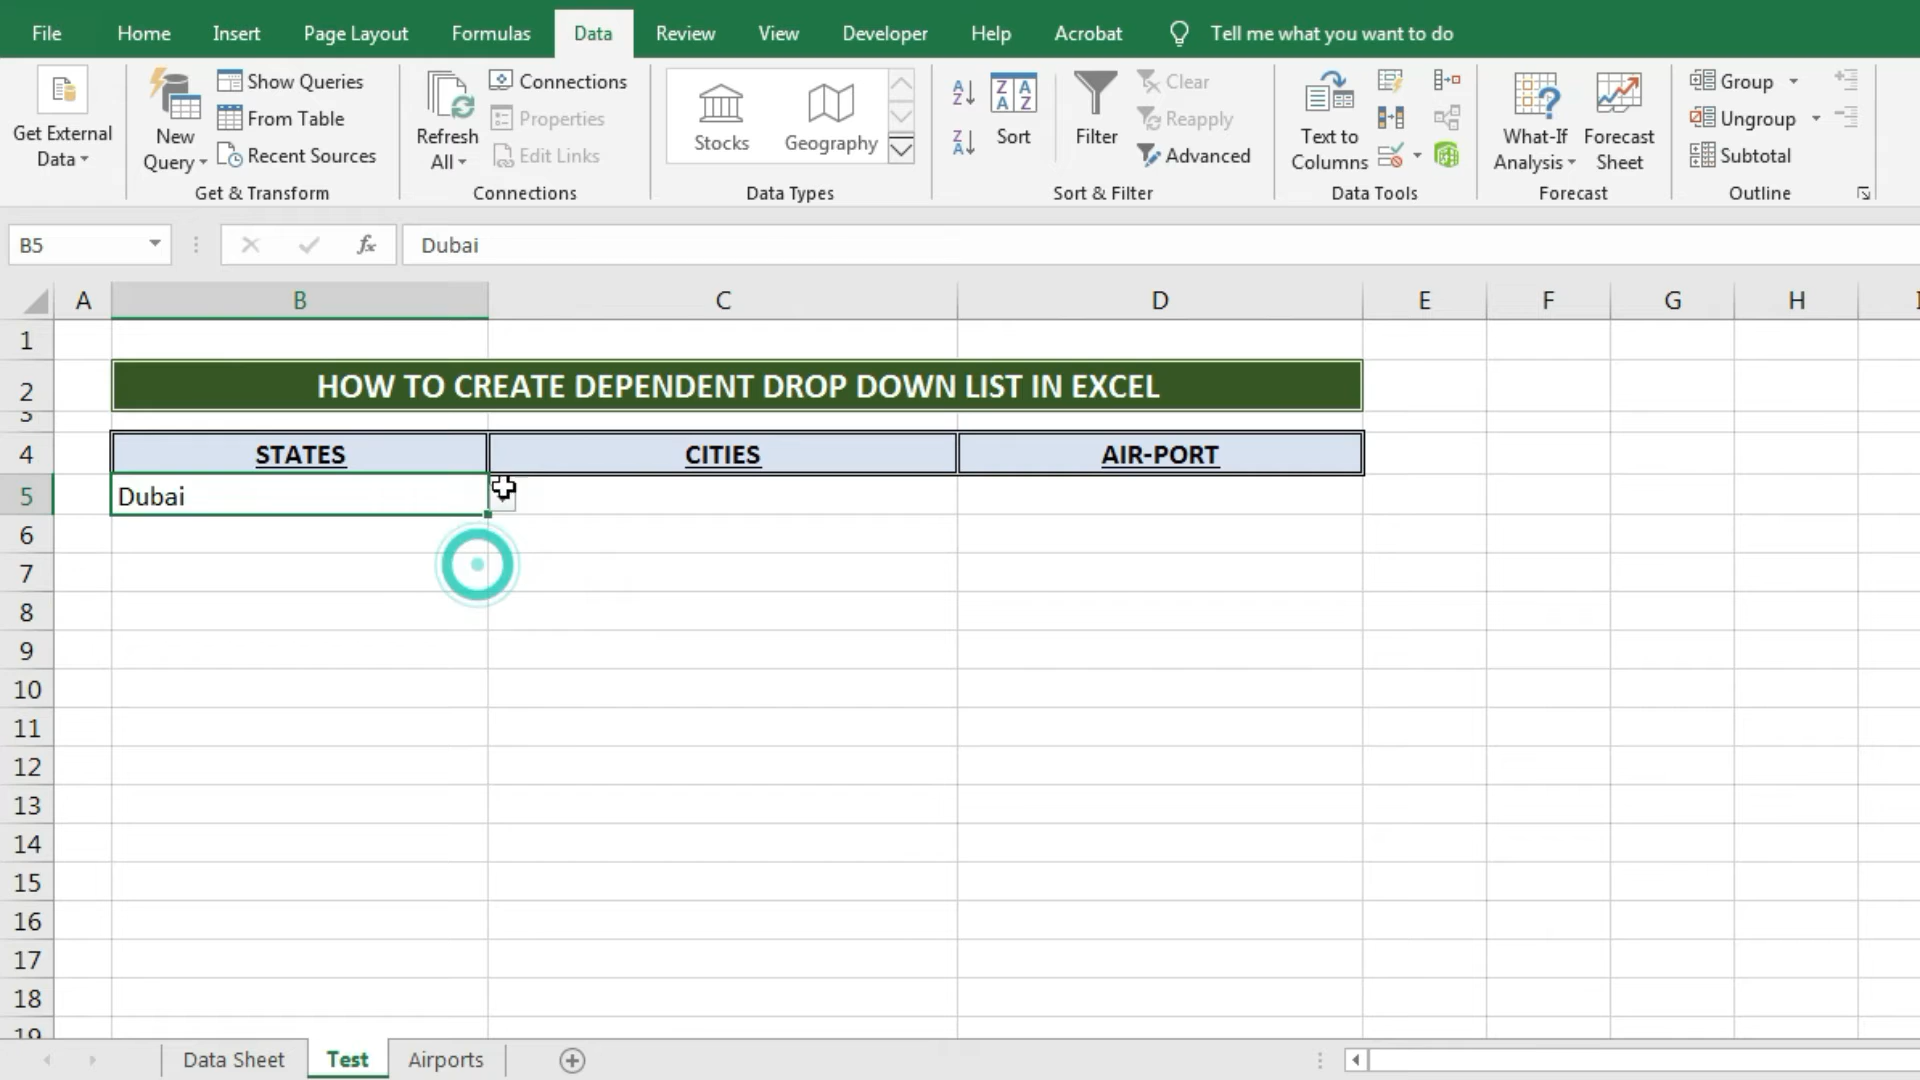 File Home Insert Page Layout Formulas Data Review View Developer Help Acrobat Tell me what you want to do
Get External
Data
New
Query
Show Queries
From Table
Recent Sources
Get & Transform
Refresh
All
Connections
Properties
Edit Links
Connections
Stocks
Geography
Data Types
A
Z
Z
A
Z A
A Z
Sort
Filter
Clear
Reapply
Advanced
Sort & Filter
Text to
Columns
Data Tools
What-If
Analysis
Forecast
Sheet
Forecast
Group
Ungroup
Subtotal
Outline
B5 fx Dubai
A B C D E F G H
1
2 HOW TO CREATE DEPENDENT DROP DOWN LIST IN EXCEL
3
4 STATES CITIES AIR-PORT
5 Dubai
6
7
8
9
10
11
12
13
14
15
16
17
18
19
Data Sheet Test Airports